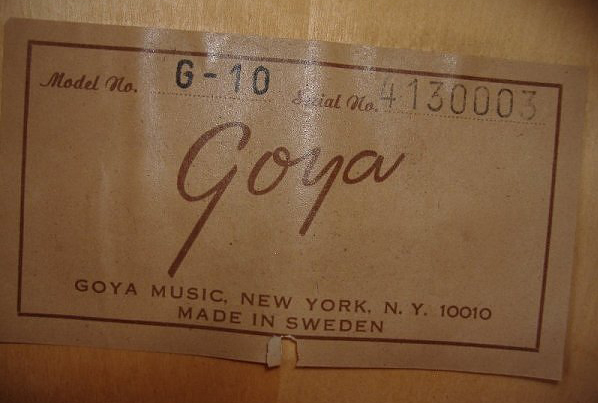 Model No. G-10 Serial No. 4130003
Goya
GOYA MUSIC, NEW YORK, N. Y. 10010
MADE IN SWEDEN